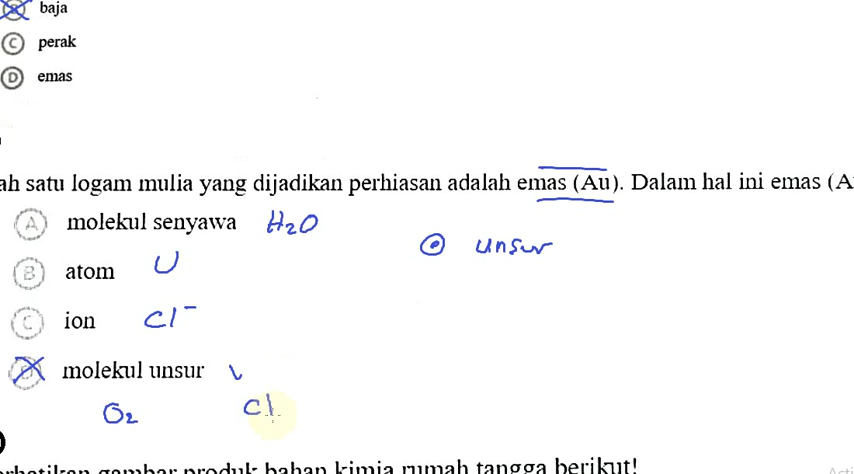 B baja
C perak
D emas
ah satu logam mulia yang dijadikan perhiasan adalah emas (Au). Dalam hal ini emas (A
A molekul senyawa H₂O
unsur
B atom U
C ion Cl⁻
molekul unsur
O₂ Cl
rhatikan gambar produk bahan kimia rumah tangga berikut!